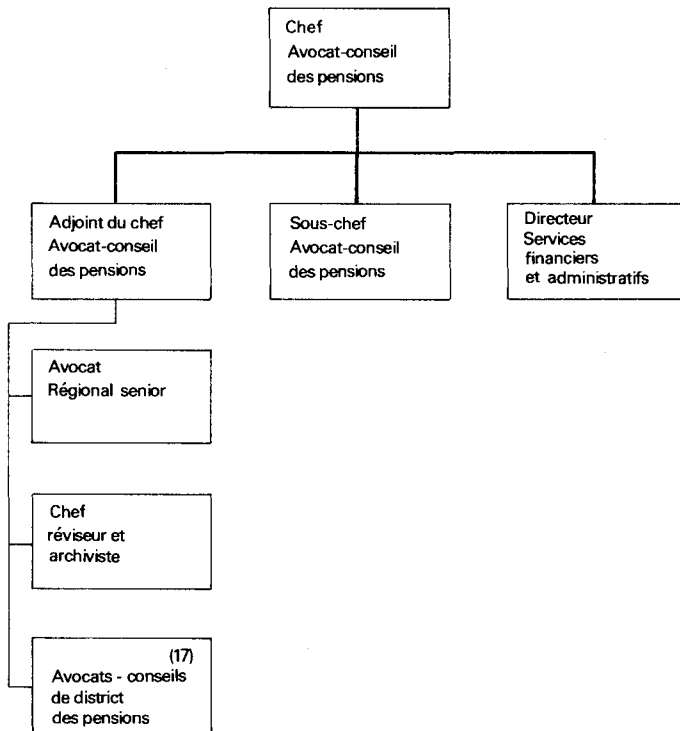 Chef
Avocat-conseil
des pensions
Adjoint du chef
Avocat-conseil
des pensions
Sous-chef
Avocat-conseil
des pensions
Directeur
Services
financiers
et administratifs
Avocat
Régional senior
Chef
réviseur et
archiviste
(17)
Avocats - conseils
de district
des pensions